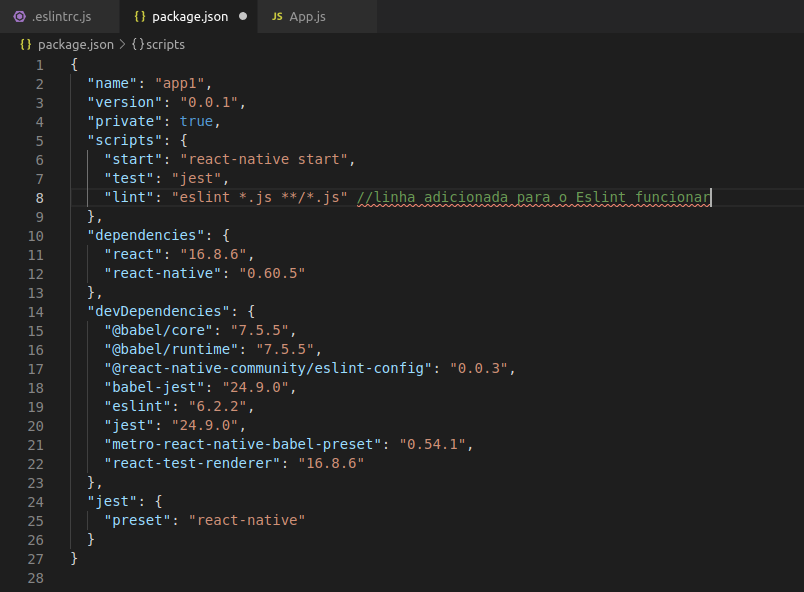 .eslintrc.js {} package.json ● JS App.js
{} package.json > {} scripts
1 {
2 "name": "app1",
3 "version": "0.0.1",
4 "private": true,
5 "scripts": {
6 "start": "react-native start",
7 "test": "jest",
8 "lint": "eslint *.js **/*.js" //linha adicionada para o Eslint funcionar
9 },
10 "dependencies": {
11 "react": "16.8.6",
12 "react-native": "0.60.5"
13 },
14 "devDependencies": {
15 "@babel/core": "7.5.5",
16 "@babel/runtime": "7.5.5",
17 "@react-native-community/eslint-config": "0.0.3",
18 "babel-jest": "24.9.0",
19 "eslint": "6.2.2",
20 "jest": "24.9.0",
21 "metro-react-native-babel-preset": "0.54.1",
22 "react-test-renderer": "16.8.6"
23 },
24 "jest": {
25 "preset": "react-native"
26 }
27 }
28